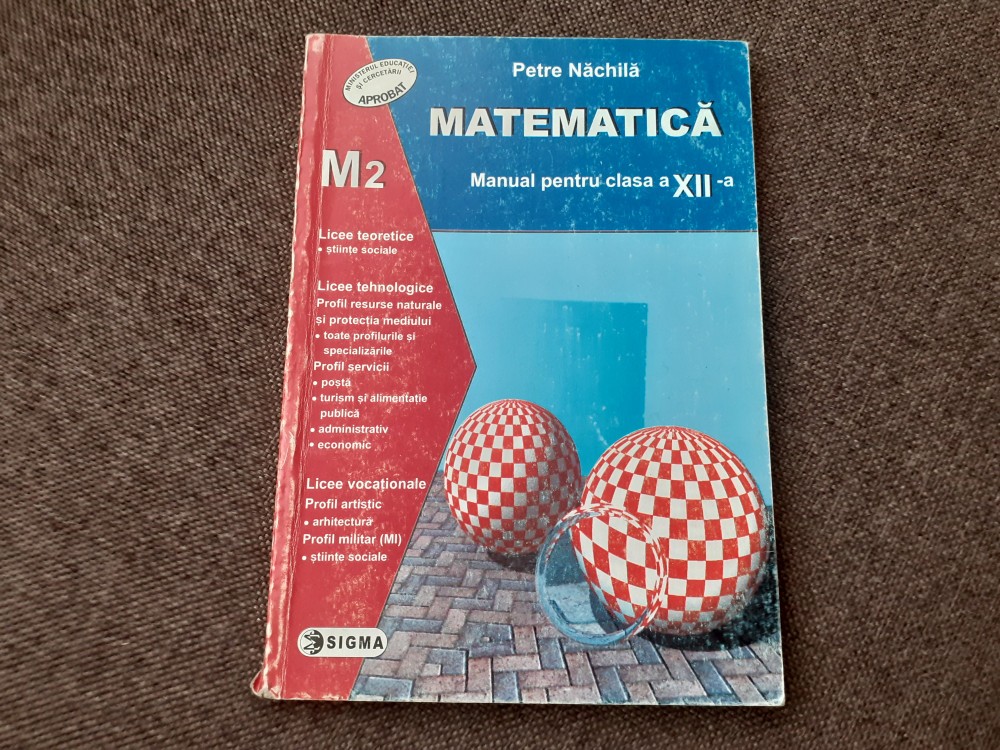 MINISTERUL EDUCAȚIEI
ȘI CERCETĂRII
APROBAT
Petre Năchilă
MATEMATICĂ
Manual pentru clasa a XII-a
M2
Licee teoretice
• științe sociale
Licee tehnologice
Profil resurse naturale
și protecția mediului
• toate profilurile și
specializările
Profil servicii
• poștă
• turism și alimentație
publică
• administrativ
• economic
Licee vocaționale
Profil artistic
• arhitectură
Profil militar (MI)
• științe sociale
SIGMA